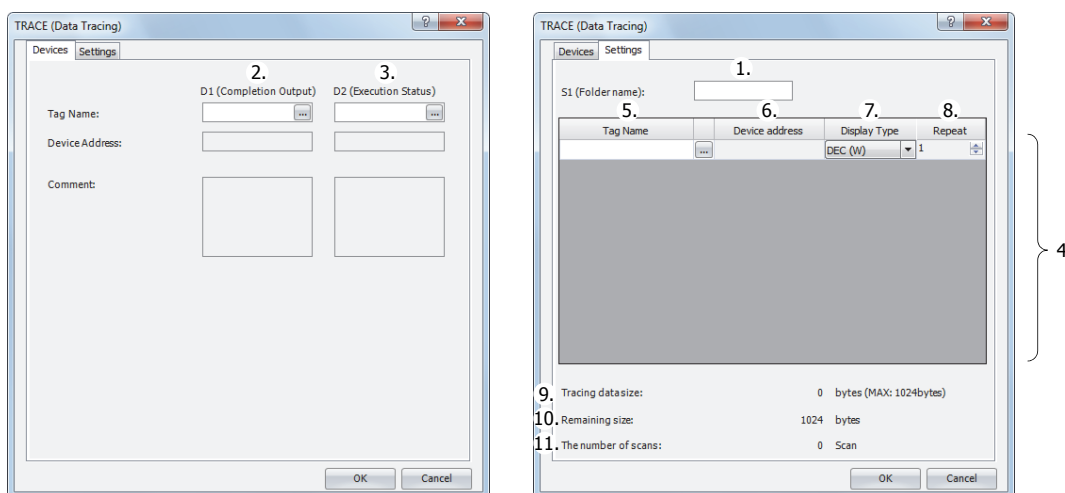 TRACE (Data Tracing)
Devices Settings
2. 3.
D1 (Completion Output) D2 (Execution Status)
Tag Name: ... ...
Device Address:
Comment:
OK Cancel
TRACE (Data Tracing)
Devices Settings
1.
S1 (Folder name):
5. 6. 7. 8.
Tag Name Device address Display Type Repeat
... DEC (W) 1
4
9. Tracing data size: 0 bytes (MAX: 1024bytes)
10. Remaining size: 1024 bytes
11. The number of scans: 0 Scan
OK Cancel